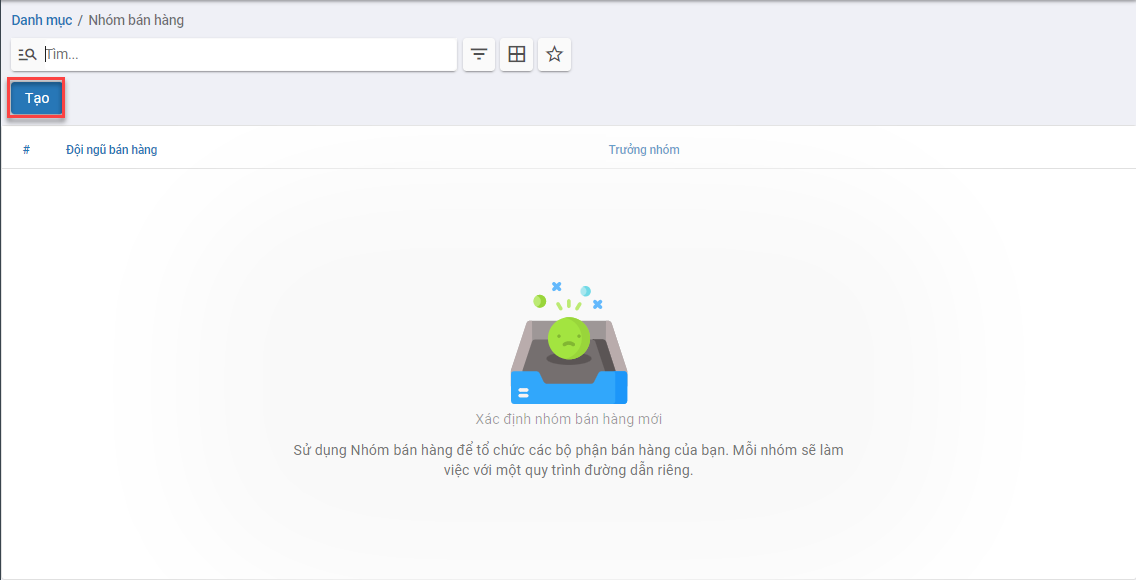 Danh mục / Nhóm bán hàng
Tìm...
Tạo
# Đội ngũ bán hàng Trưởng nhóm
Xác định nhóm bán hàng mới
Sử dụng Nhóm bán hàng để tổ chức các bộ phận bán hàng của bạn. Mỗi nhóm sẽ làm
việc với một quy trình đường dẫn riêng.